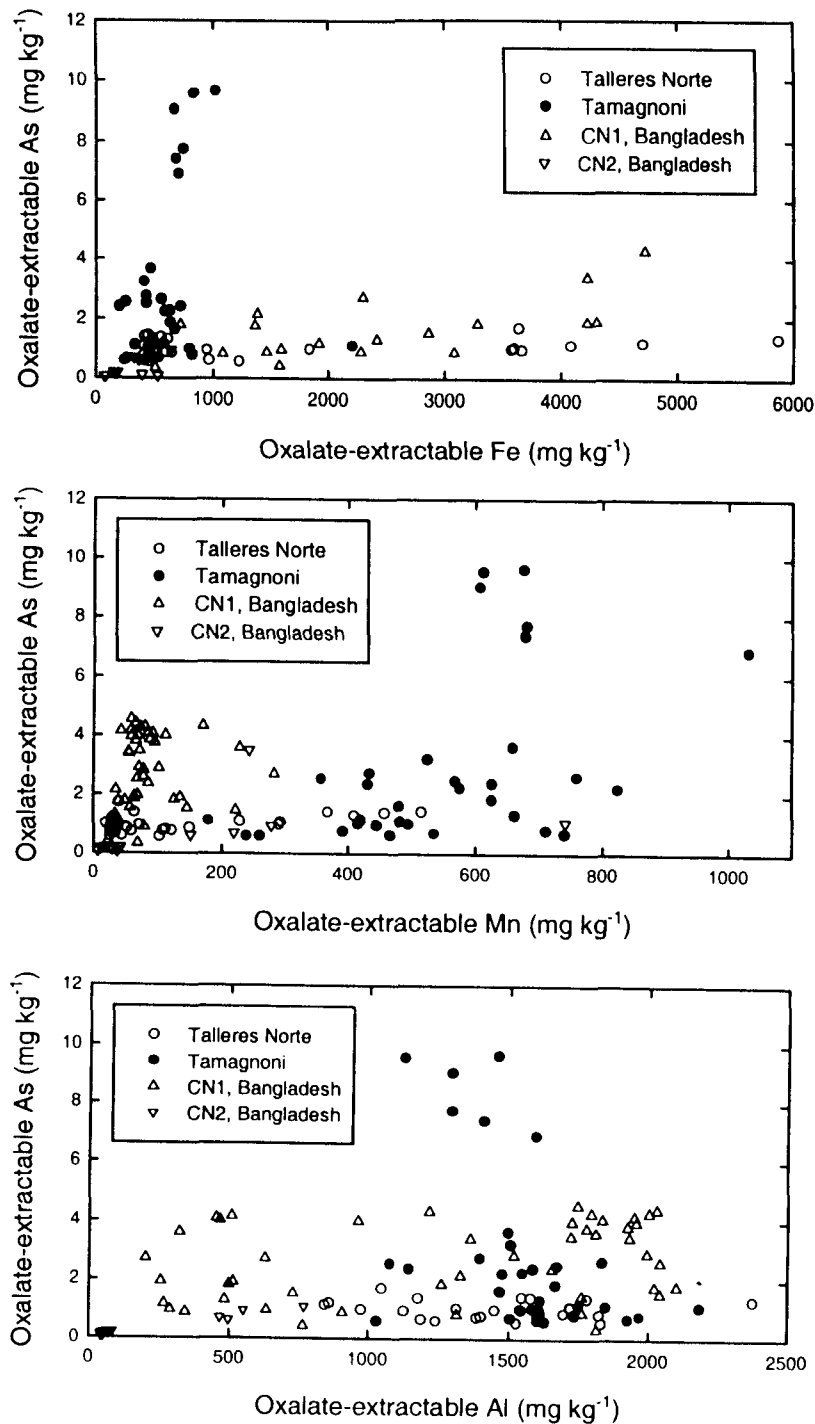 Oxalate-extractable As (mg kg⁻¹)
12
10
8
6
4
2
0
Talleres Norte
Tamagnoni
CN1, Bangladesh
CN2, Bangladesh
0 1000 2000 3000 4000 5000 6000
Oxalate-extractable Fe (mg kg⁻¹)
Oxalate-extractable As (mg kg⁻¹)
12
10
8
6
4
2
0
Talleres Norte
Tamagnoni
CN1, Bangladesh
CN2, Bangladesh
0 200 400 600 800 1000
Oxalate-extractable Mn (mg kg⁻¹)
Oxalate-extractable As (mg kg⁻¹)
12
10
8
6
4
2
0
Talleres Norte
Tamagnoni
CN1, Bangladesh
CN2, Bangladesh
0 500 1000 1500 2000 2500
Oxalate-extractable Al (mg kg⁻¹)